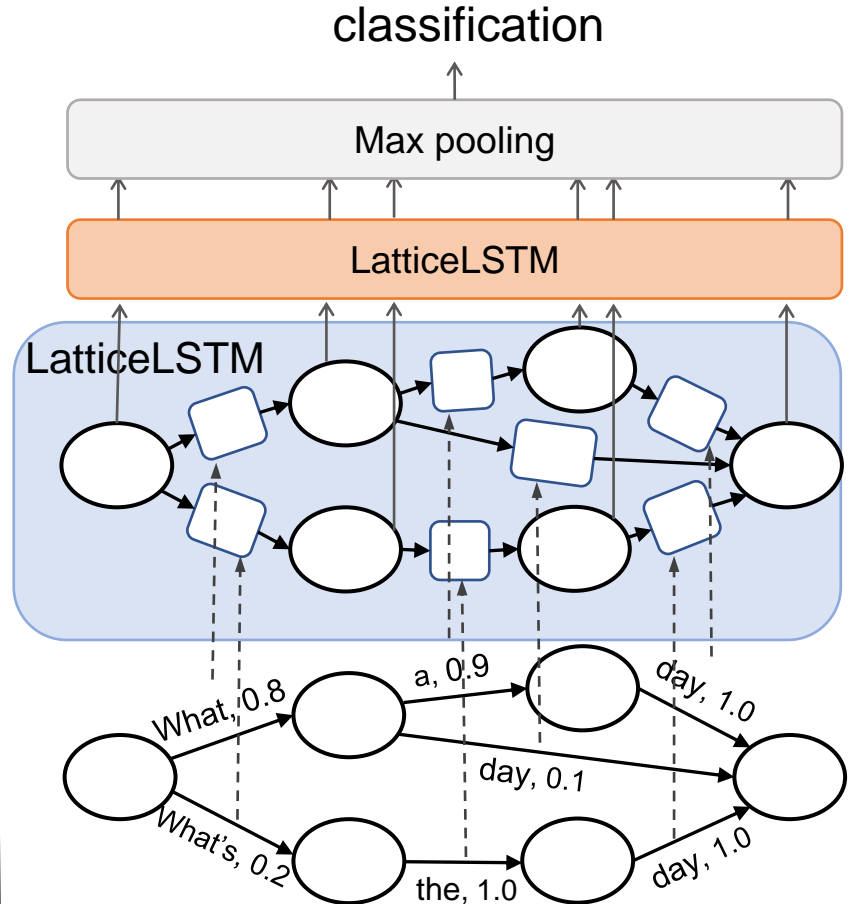 classification
Max pooling
LatticeLSTM
LatticeLSTM
What, 0.8
a, 0.9
day, 1.0
day, 0.1
What's, 0.2
the, 1.0
day, 1.0